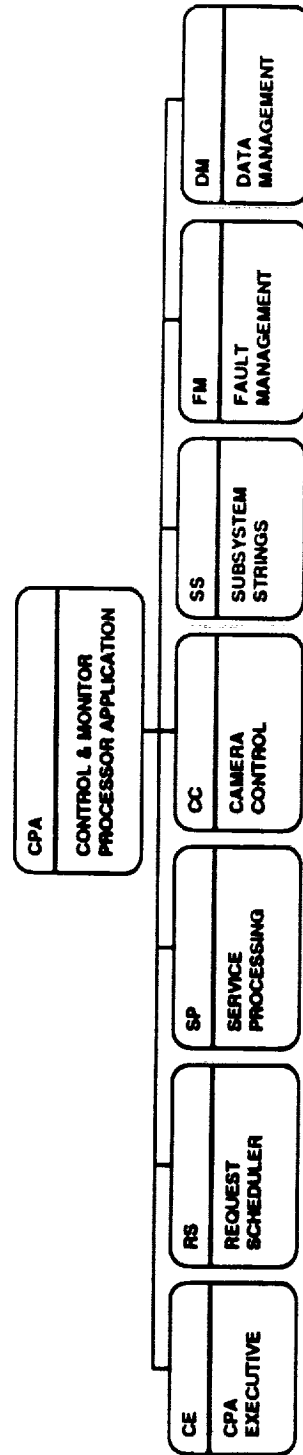 CPA
CONTROL & MONITOR
PROCESSOR APPLICATION
CE
CPA
EXECUTIVE
RS
REQUEST
SCHEDULER
SP
SERVICE
PROCESSING
CC
CAMERA
CONTROL
SS
SUBSYSTEM
STRINGS
FM
FAULT
MANAGEMENT
DM
DATA
MANAGEMENT